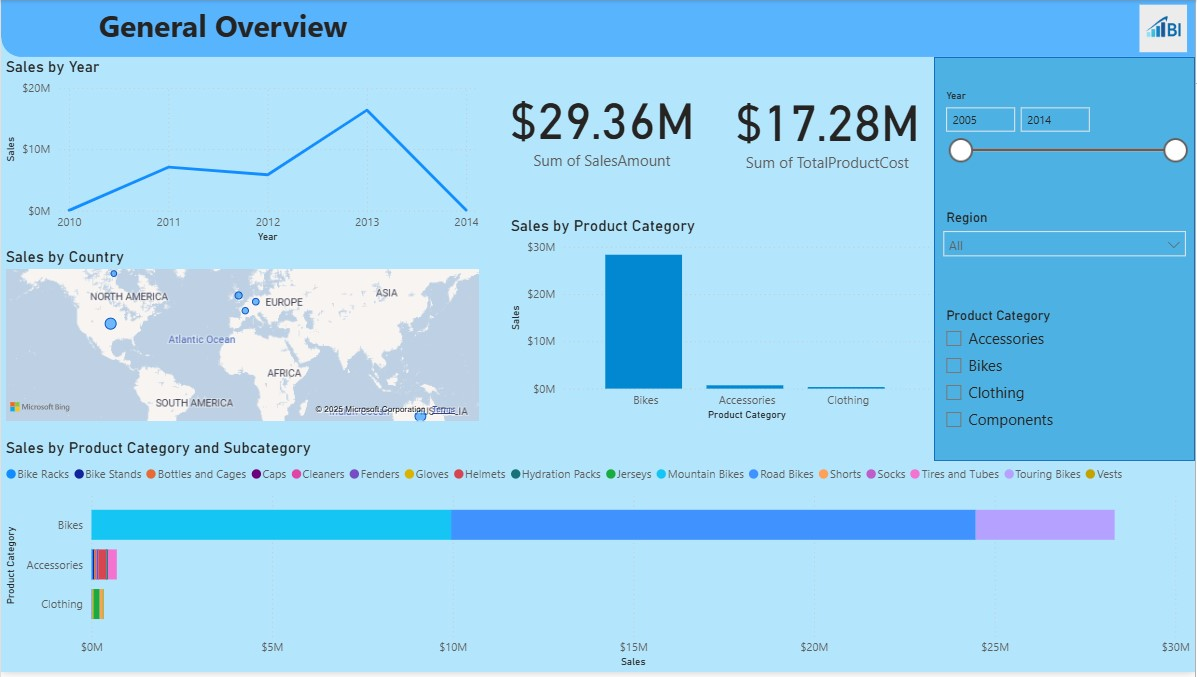 General Overview
BI
Sales by Year
$20M
$10M
$0M
Sales
2010 2011 2012 2013 2014
Year
$29.36M
Sum of SalesAmount
$17.28M
Sum of TotalProductCost
Year
2005 2014
Region
All
Product Category
Accessories
Bikes
Clothing
Components
Sales by Country
NORTH AMERICA
EUROPE
ASIA
Atlantic Ocean
AFRICA
SOUTH AMERICA
Microsoft Bing
© 2025 Microsoft Corporation Terms
Sales by Product Category
$30M
$20M
$10M
$0M
Sales
Bikes Accessories Clothing
Product Category
Sales by Product Category and Subcategory
Bike Racks Bike Stands Bottles and Cages Caps Cleaners Fenders Gloves Helmets Hydration Packs Jerseys Mountain Bikes Road Bikes Shorts Socks Tires and Tubes Touring Bikes Vests
Product Category
Bikes
Accessories
Clothing
$0M $5M $10M $15M $20M $25M $30M
Sales